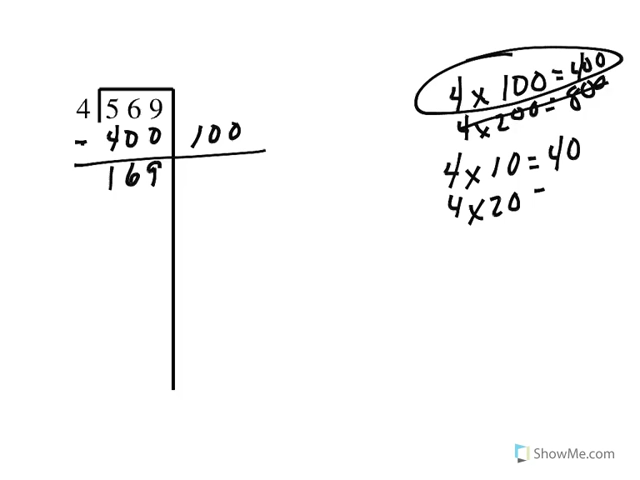 4 569
- 400 100
169
4 x 100 = 400
4 x 200 = 800
4 x 10 = 40
4 x 20 =
ShowMe.com